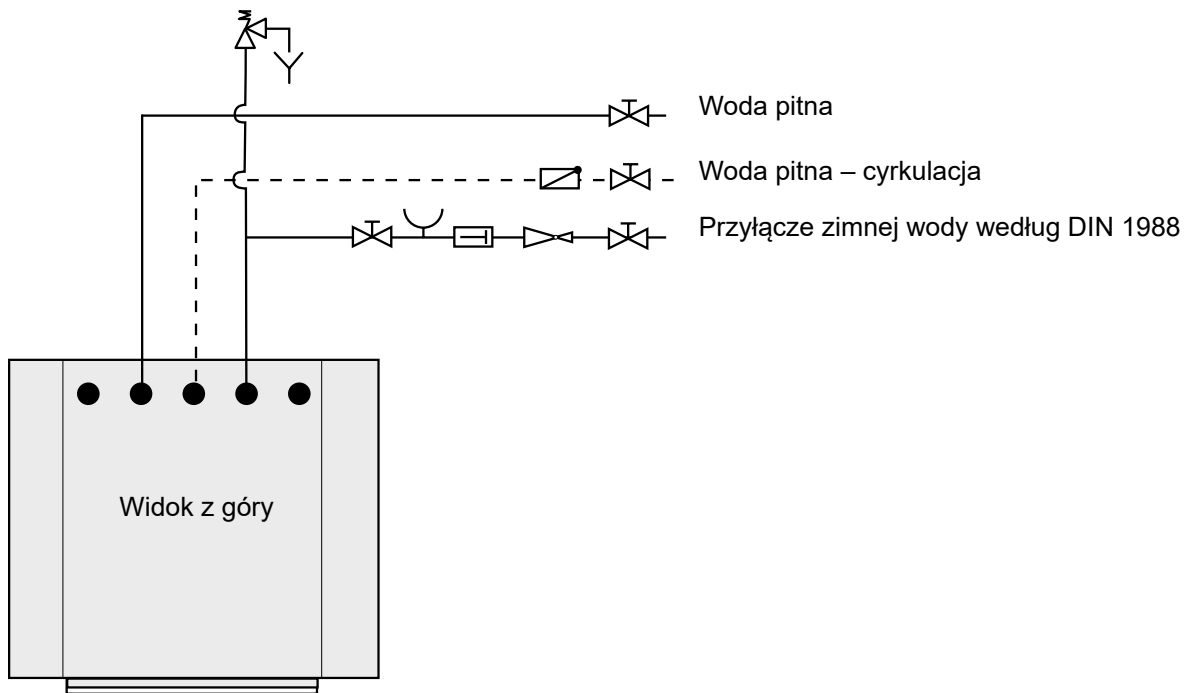 Woda pitna
Woda pitna – cyrkulacja
Przyłącze zimnej wody według DIN 1988
Widok z góry